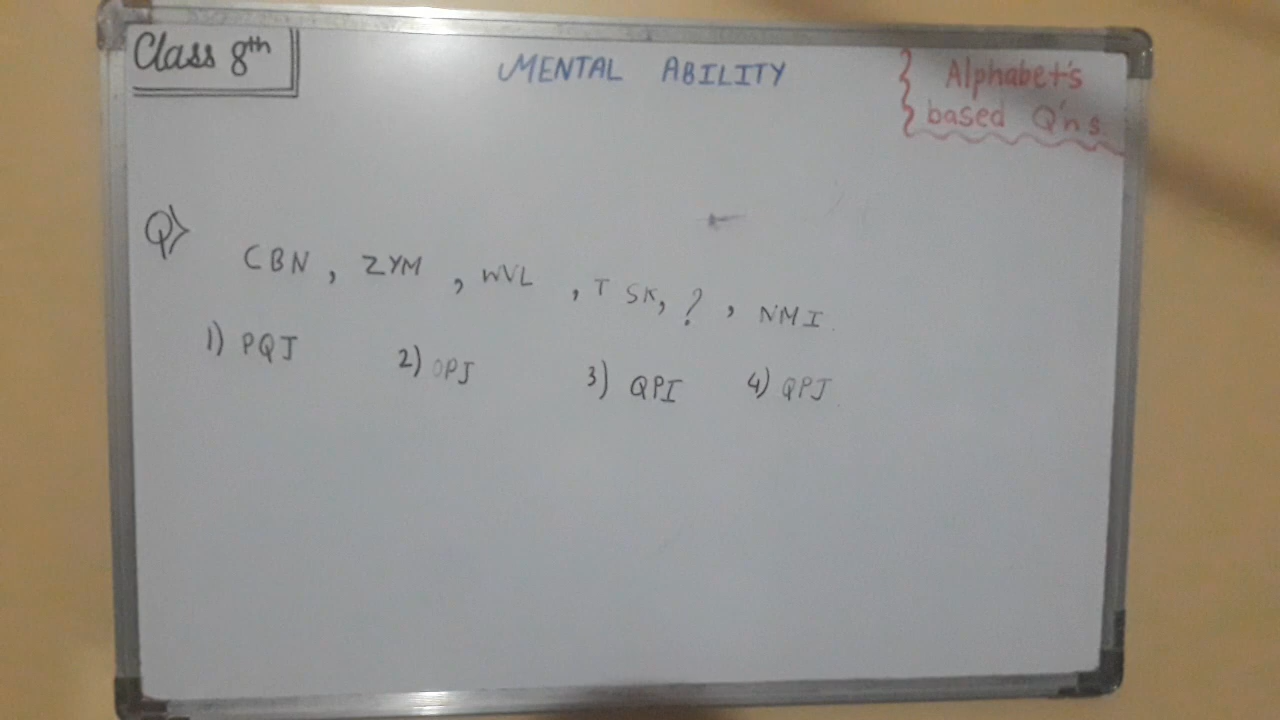 Class 8th
MENTAL ABILITY
Alphabet's
based Q'ns
Q> CBN, ZYM, WVL, TSK, ?, NMI.
1) PQJ 2) OPJ 3) QPI 4) QPJ.